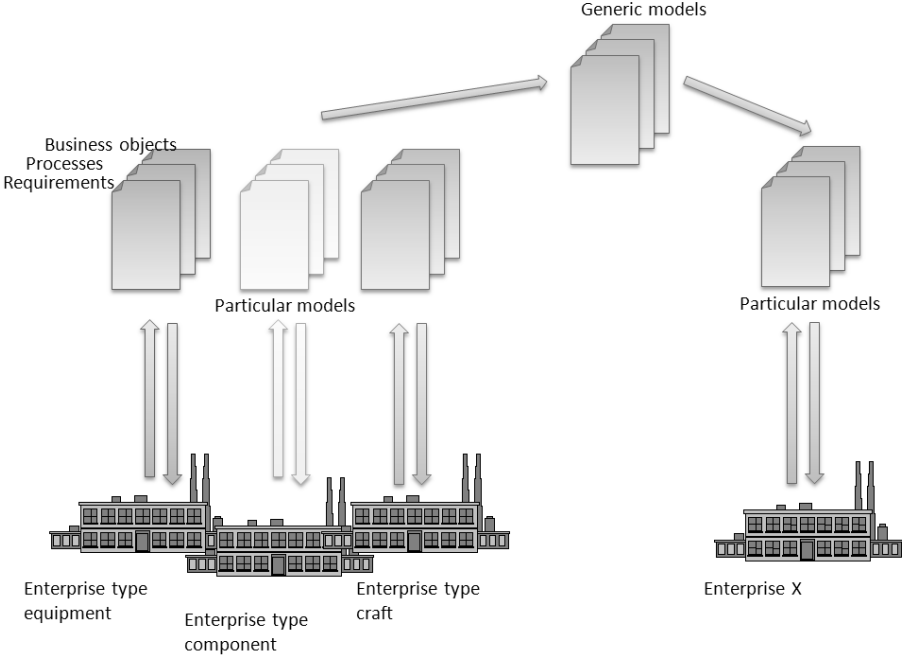 Generic models
Business objects
Processes
Requirements
Particular models
Particular models
Enterprise type
equipment
Enterprise type
component
Enterprise type
craft
Enterprise X